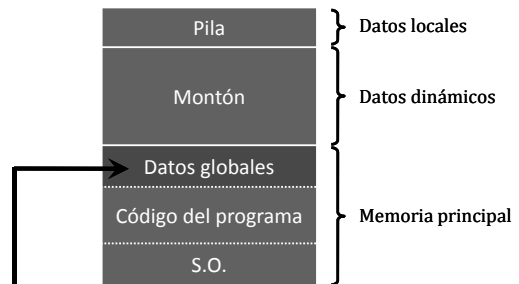 Pila
Datos locales
Montón
Datos dinámicos
Datos globales
Código del programa
Memoria principal
S.O.